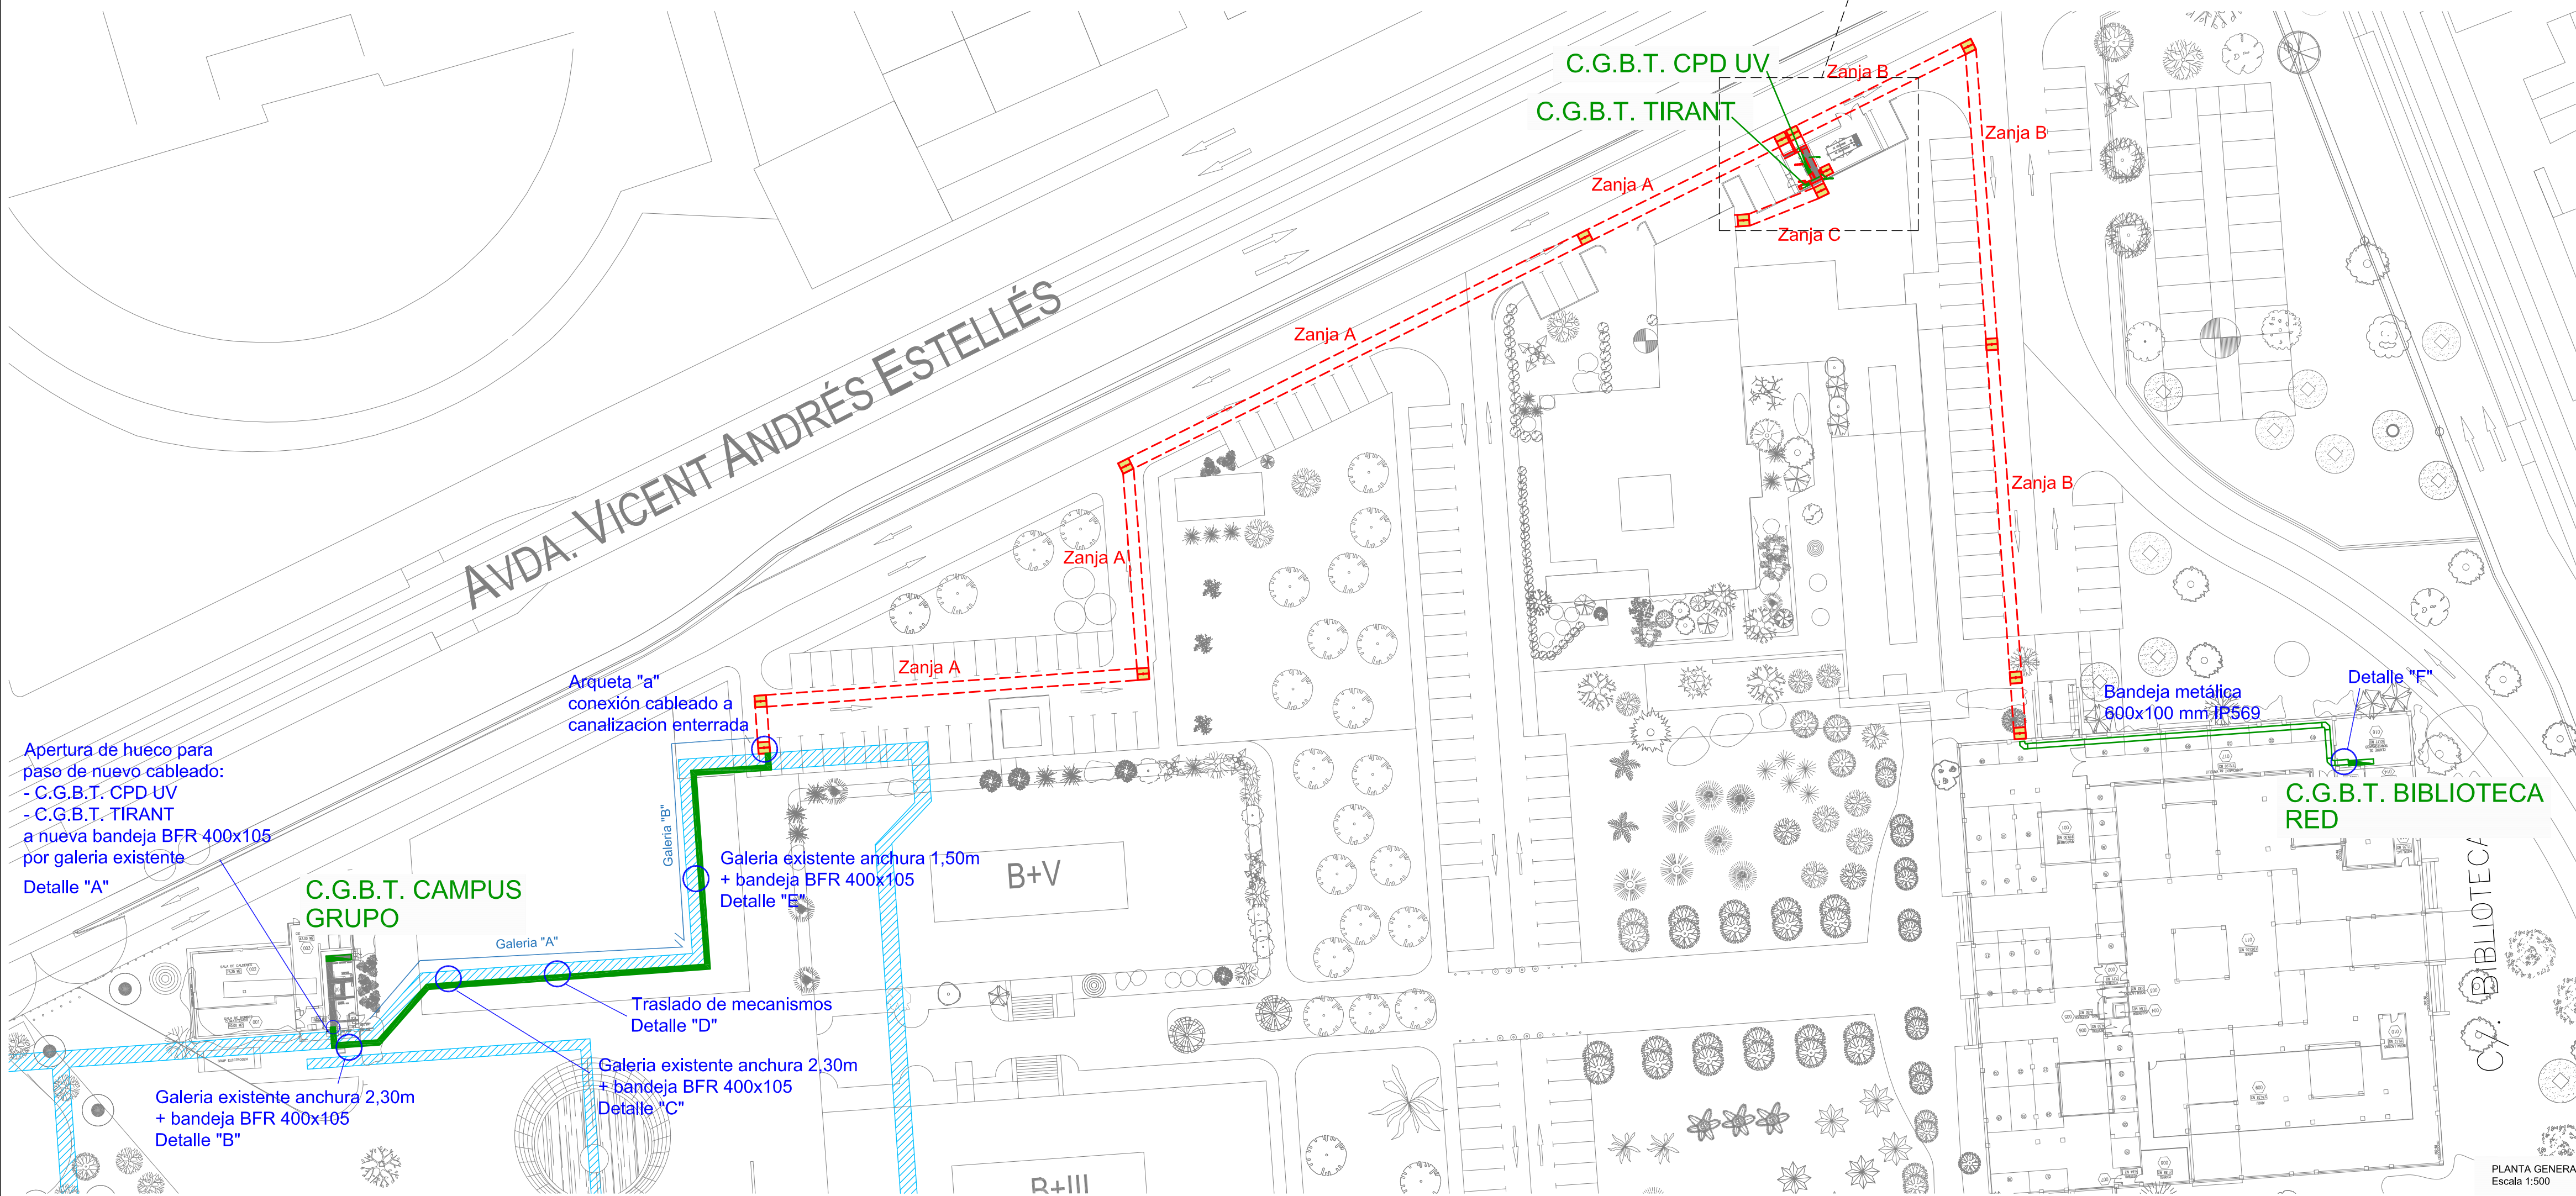 C.G.B.T. CPD UV
Zanja B
C.G.B.T. TIRANT
Zanja B
Zanja A
Zanja C
AVDA. VICENT ANDRÉS ESTELLÉS
Zanja A
Zanja B
Zanja A
Zanja A
Arqueta "a"
conexión cableado a
canalizacion enterrada
Detalle "F"
Bandeja metálica
600x100 mm IP569
Apertura de hueco para
paso de nuevo cableado:
- C.G.B.T. CPD UV
- C.G.B.T. TIRANT
a nueva bandeja BFR 400x105
por galeria existente
Detalle "A"
C.G.B.T. BIBLIOTECA
RED
Galeria "B"
Galeria existente anchura 1,50m
+ bandeja BFR 400x105
Detalle "E"
B+V
C.G.B.T. CAMPUS
GRUPO
Galeria "A"
C/. BIBLIOTECA
Traslado de mecanismos
Detalle "D"
Galeria existente anchura 2,30m
+ bandeja BFR 400x105
Detalle "C"
Galeria existente anchura 2,30m
+ bandeja BFR 400x105
Detalle "B"
B+III
PLANTA GENERA
Escala 1:500